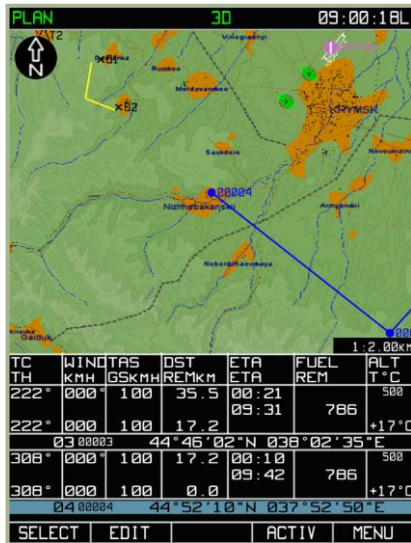 PLAN 3D 09:00:18L
T2
Vinogradnyi
×B1
Russkoe
Moldavanskoe
×B2
KRYMSK
Saukdere
00004
Nizhnebakanskii
Armyanskii
Neberdzhaevskaya
Gaiduk
1:2.00KM
TC WIND TAS DST ETA FUEL ALT
TH KMH GSKMH REMKM ETA REM T°C
222° 000° 100 35.5 00:21 500
09:31 786
222° 000 100 17.2 +17°C
03 00003 44°46'02"N 038°02'35"E
308° 000° 100 17.2 00:10 500
09:42 786
308° 000 100 0.0 +17°C
04 00004 44°52'10"N 037°52'50"E
SELECT EDIT ACTIV MENU